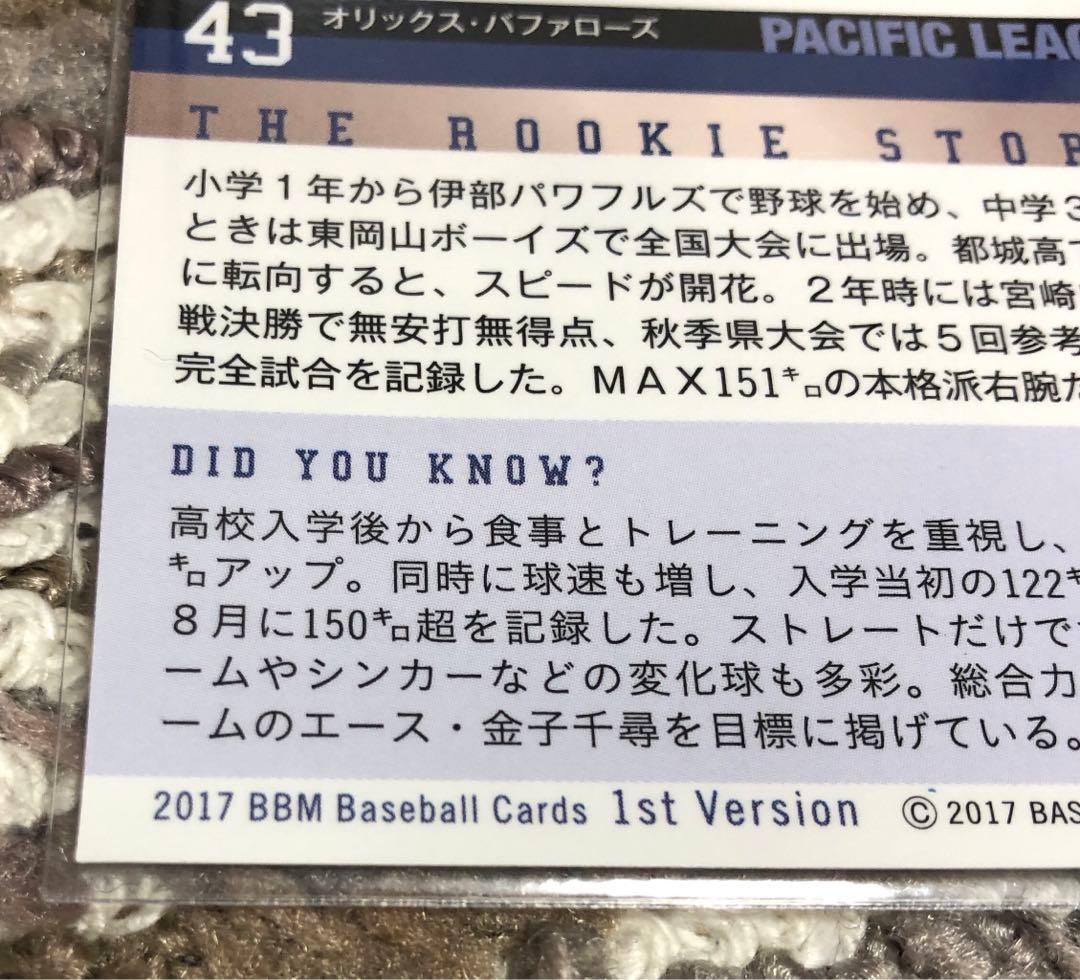 43 オリックス・バファローズ PACIFIC LEAG
THE ROOKIE STOR
小学1年から伊部パワフルズで野球を始め、中学3
ときは東岡山ボーイズで全国大会に出場。都城高で
に転向すると、スピードが開花。2年時には宮崎
戦決勝で無安打無得点、秋季県大会では5回参考
完全試合を記録した。MAX151㌔の本格派右腕だ
DID YOU KNOW?
高校入学後から食事とトレーニングを重視し、
㌔アップ。同時に球速も増し、入学当初の122㌔
8月に150㌔超を記録した。ストレートだけで
ームやシンカーなどの変化球も多彩。総合力
ームのエース・金子千尋を目標に掲げている。
2017 BBM Baseball Cards 1st Version © 2017 BAS